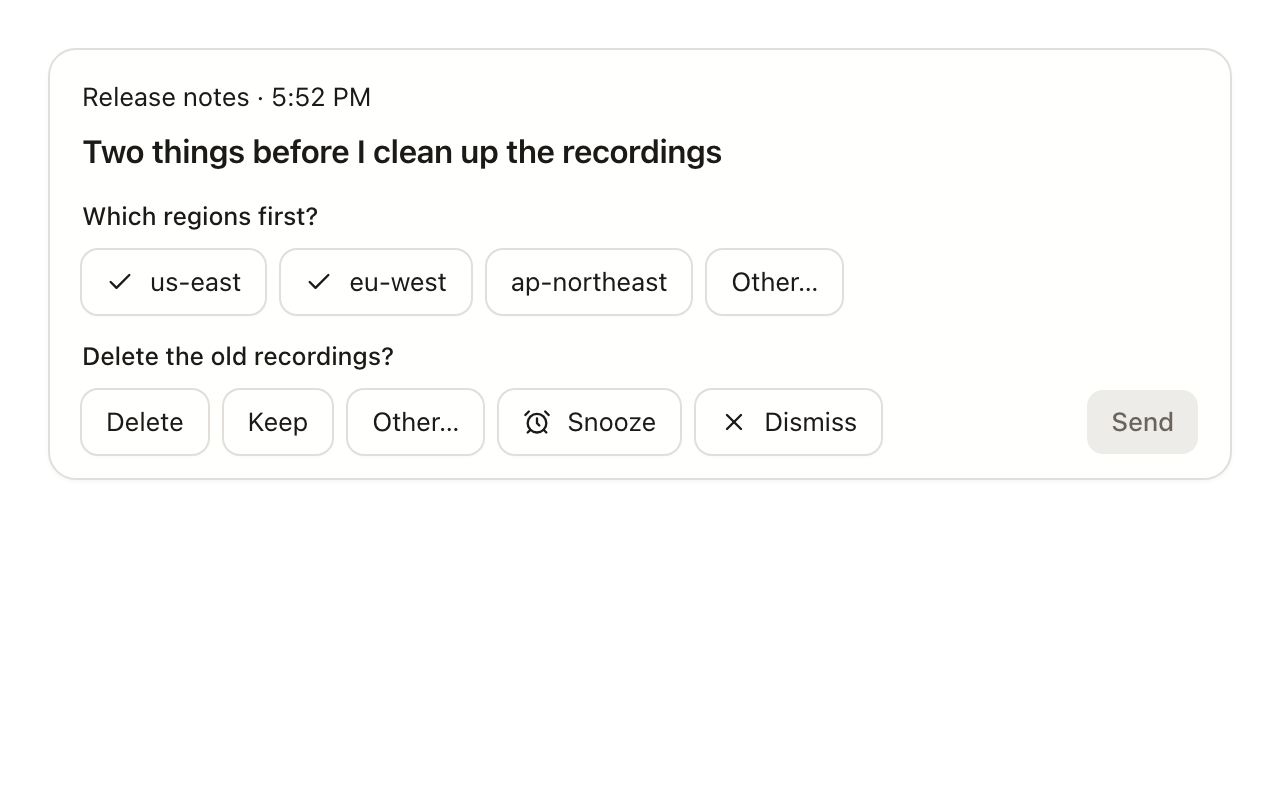 Release notes · 5:52 PM
Two things before I clean up the recordings
Which regions first?
us-east eu-west ap-northeast Other...
Delete the old recordings?
Delete Keep Other... Snooze Dismiss Send